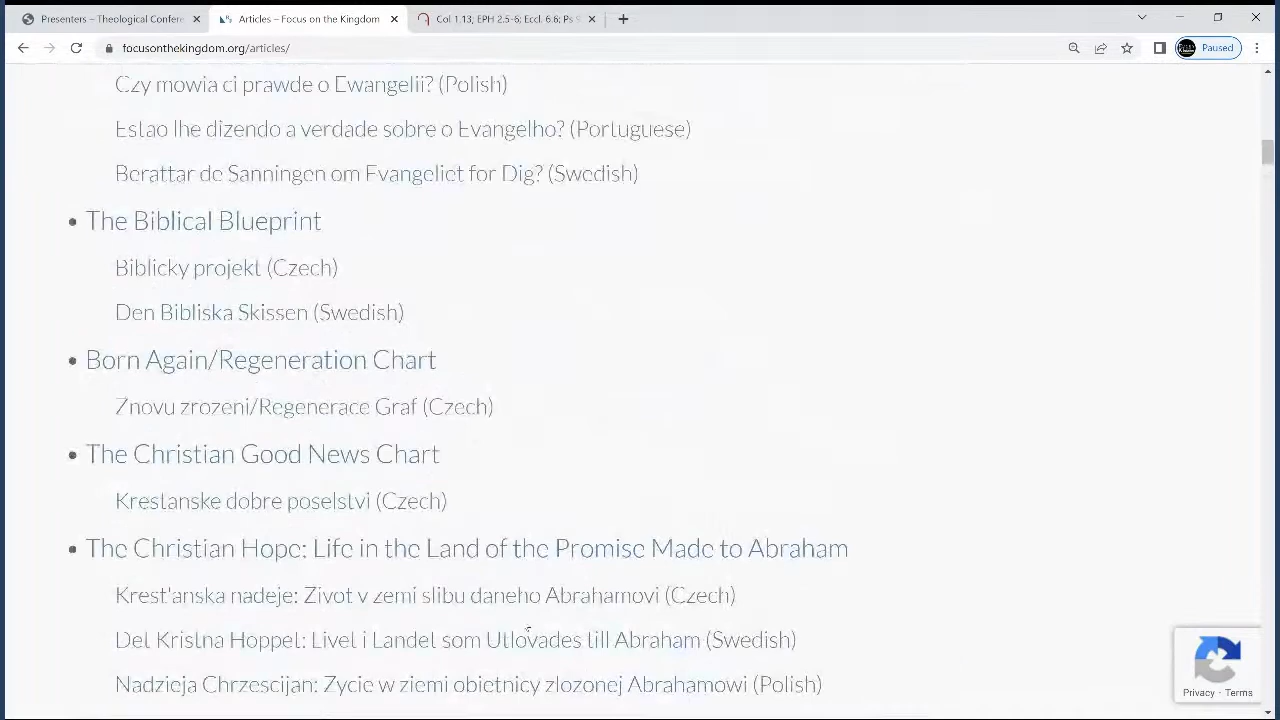 Presenters – Theological Confere
Articles – Focus on the Kingdom
Col 1.13; EPH 2.5-6; Eccl. 6.6; Ps
focusonthekingdom.org/articles/
Paused
Czy mowia ci prawde o Ewangelii? (Polish)
Estao lhe dizendo a verdade sobre o Evangelho? (Portuguese)
Berattar de Sanningen om Evangeliet for Dig? (Swedish)
• The Biblical Blueprint
Biblicky projekt (Czech)
Den Bibliska Skissen (Swedish)
• Born Again/Regeneration Chart
Znovu zrozeni/Regenerace Graf (Czech)
• The Christian Good News Chart
Krestanske dobre poselstvi (Czech)
• The Christian Hope: Life in the Land of the Promise Made to Abraham
Krest'anska nadeje: Zivot v zemi slibu daneho Abrahamovi (Czech)
Det Kristna Hoppet: Livet i Landet som Utlovades till Abraham (Swedish)
Nadzieja Chrzescijan: Zycie w ziemi obietnicy zlozonej Abrahamowi (Polish)
Privacy · Terms